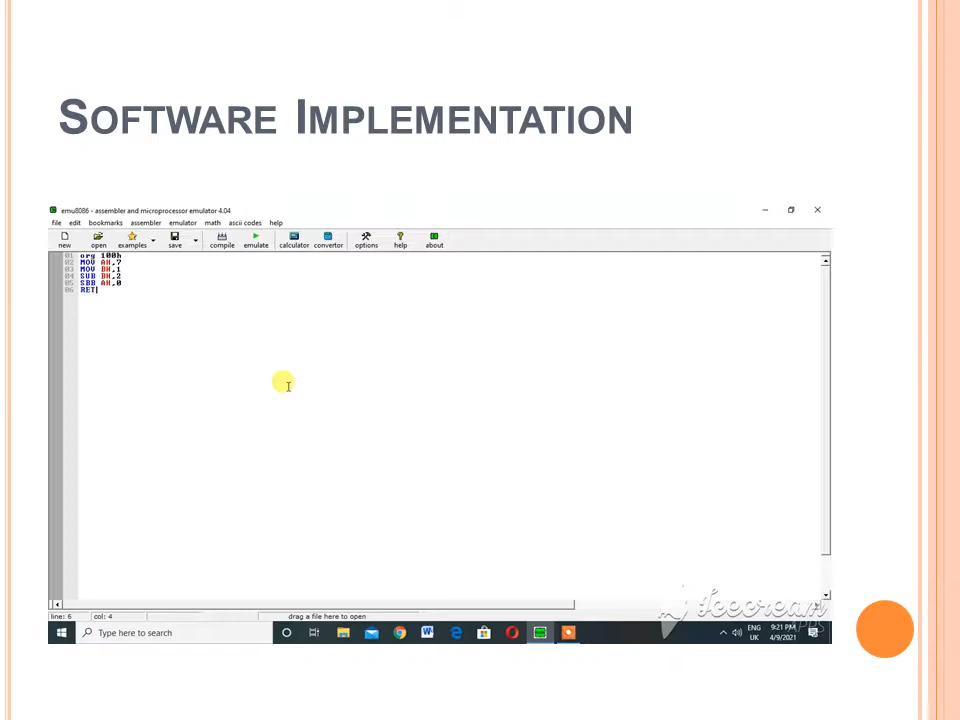 SOFTWARE IMPLEMENTATION
emu8086 - assembler and microprocessor emulator 4.04
file edit bookmarks assembler emulator math ascii codes help
new open examples save compile emulate calculator convertor options help about
01 org 100h
02 MOV AH,7
03 MOV BH,1
04 SUB BH,2
05 SBB AH,0
06 RET
line: 6 col: 4 drag a file here to open
Icecream
APPS
Type here to search
ENG 9:21 PM
UK 4/9/2021